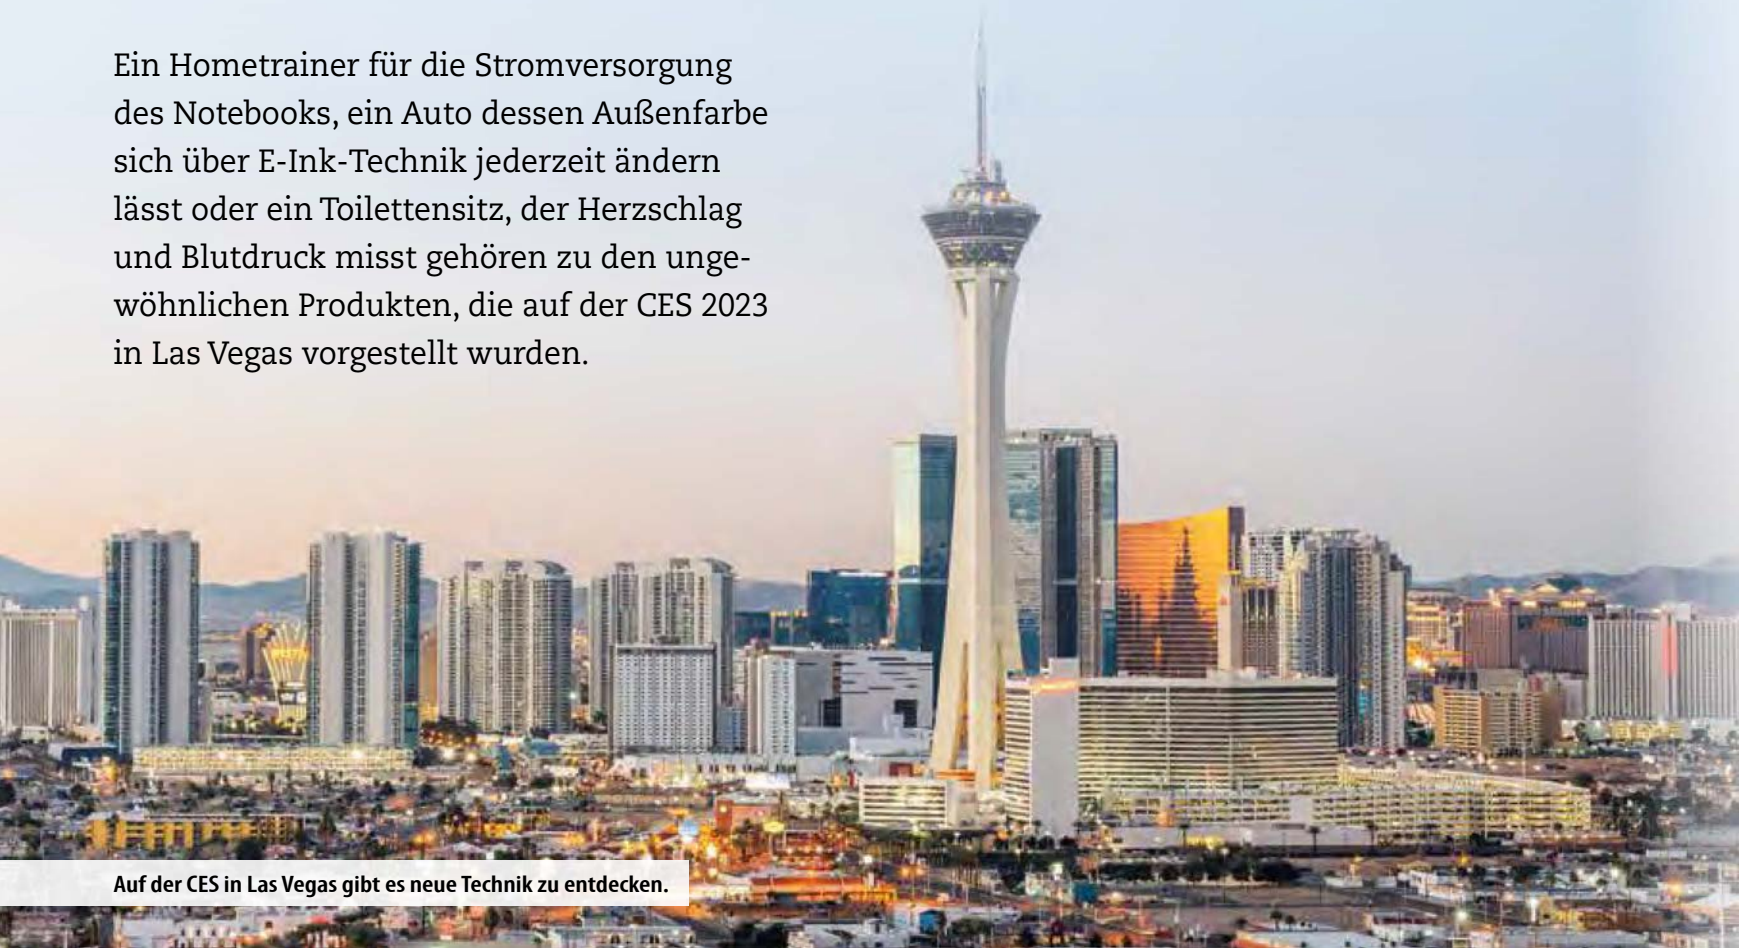 Ein Hometrainer für die Stromversorgung
des Notebooks, ein Auto dessen Außenfarbe
sich über E-Ink-Technik jederzeit ändern
lässt oder ein Toilettensitz, der Herzschlag
und Blutdruck misst gehören zu den unge-
wöhnlichen Produkten, die auf der CES 2023
in Las Vegas vorgestellt wurden.
Auf der CES in Las Vegas gibt es neue Technik zu entdecken.